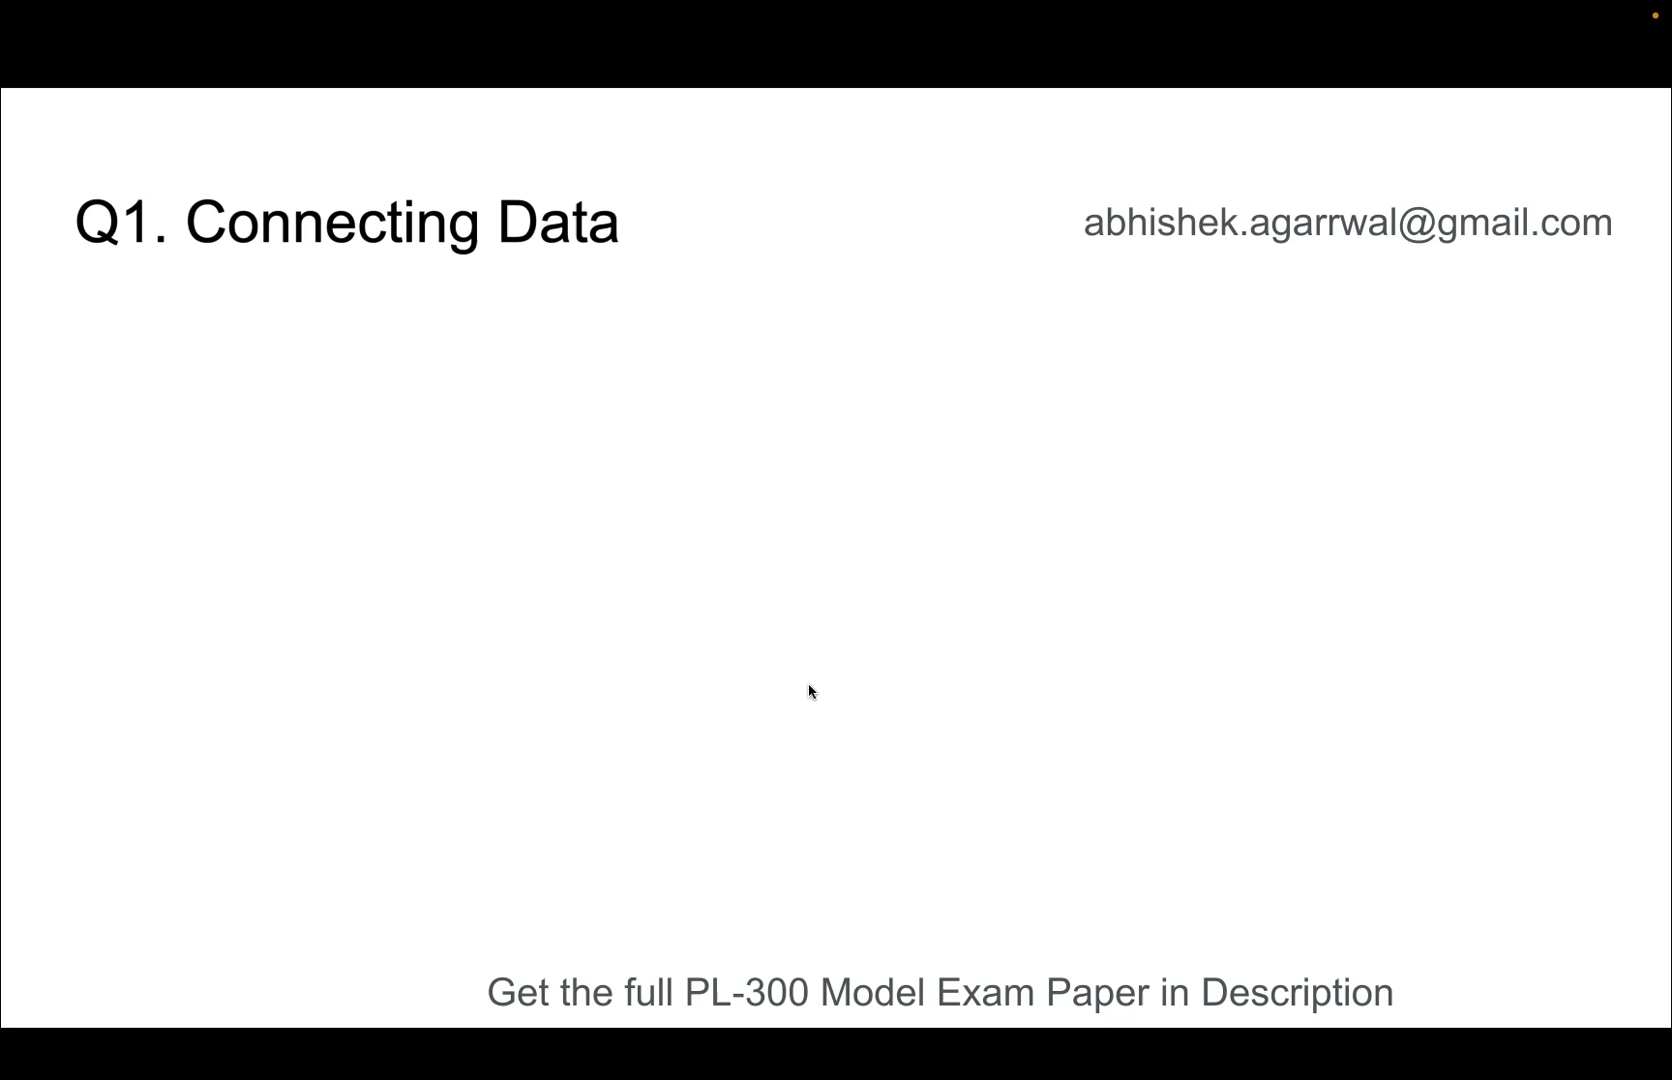 Q1. Connecting Data
abhishek.agarrwal@gmail.com
Get the full PL-300 Model Exam Paper in Description